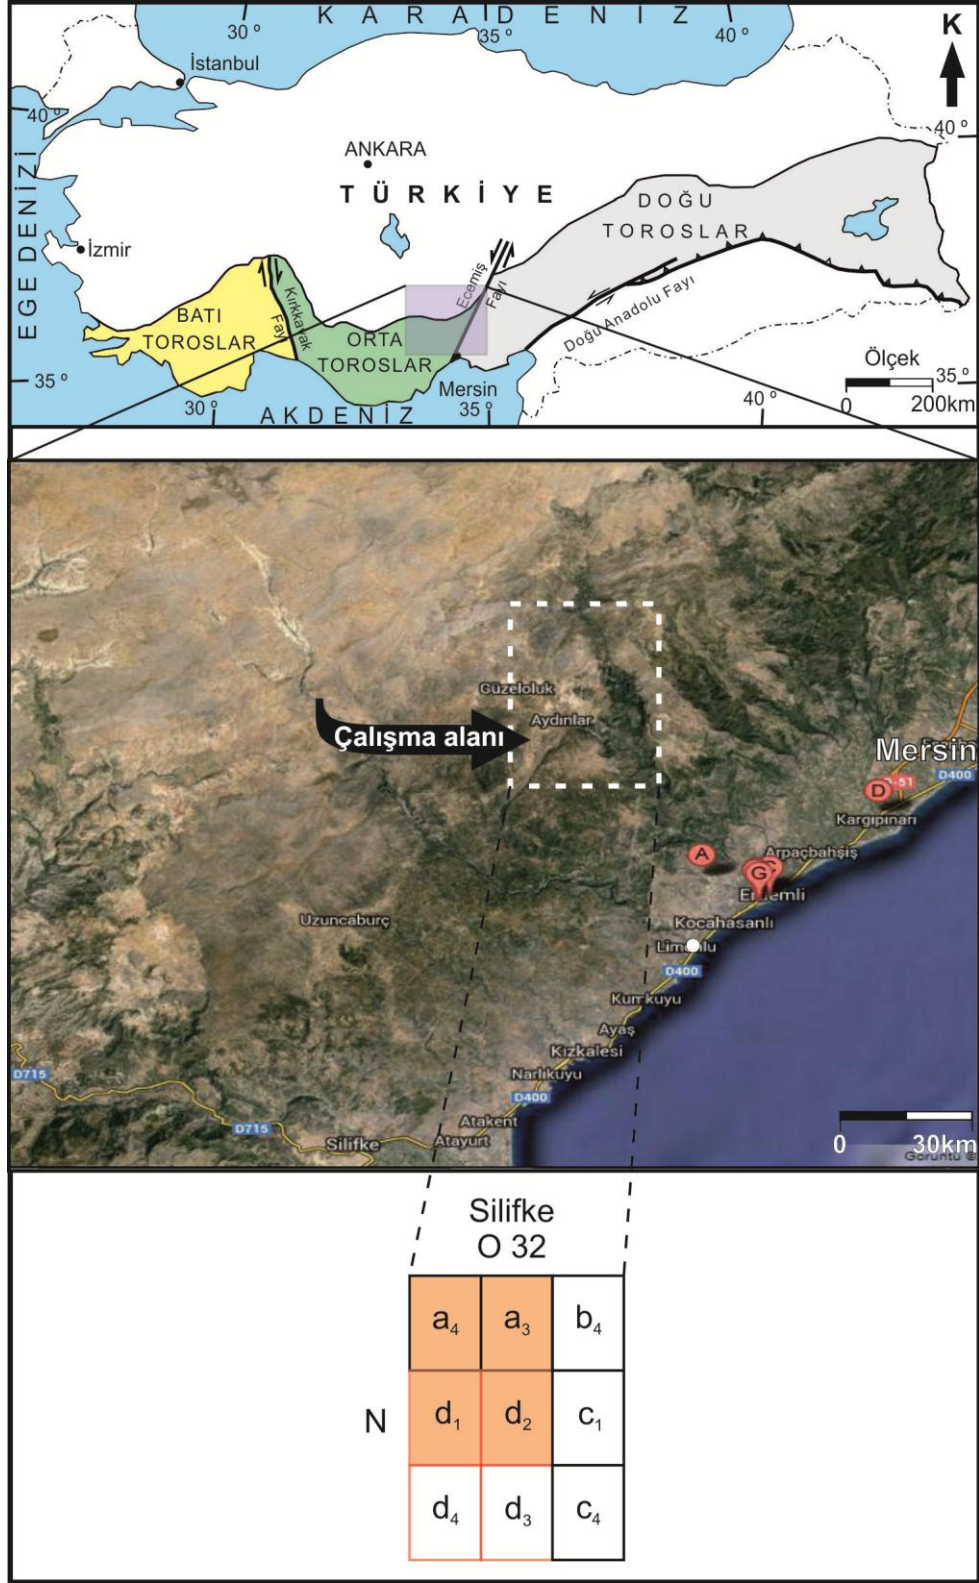 K A R A D E N İ Z
30 º
35º
40 º
K
İstanbul
40 º
40 º
ANKARA
T Ü R K İ Y E
EGE DENİZİ
İzmir
DOĞU
TOROSLAR
Ecemiş
Fayı
Doğu Anadolu Fayı
Kırkkavak
Fayı
BATI
TOROSLAR
ORTA
TOROSLAR
Mersin
Ölçek
0
200km
35 º
35 º
30 º
35 º
40 º
A K D E N İ Z
Güzeloluk
Aydınlar
Çalışma alanı
Mersin
D400
-51
D
Kargıpınarı
A
Arpaçbahşiş
G
Erdemli
Uzuncaburç
Kocahasanlı
Limonlu
D400
Kumkuyu
Ayaş
Kızkalesi
D715
Narlıkuyu
D400
D715
Atakent
Silifke
Atayurt
0
30km
Görüntü ©
Silifke
O 32
a₄ a₃ b₄
N
d₁ d₂ c₁
d₄ d₃ c₄